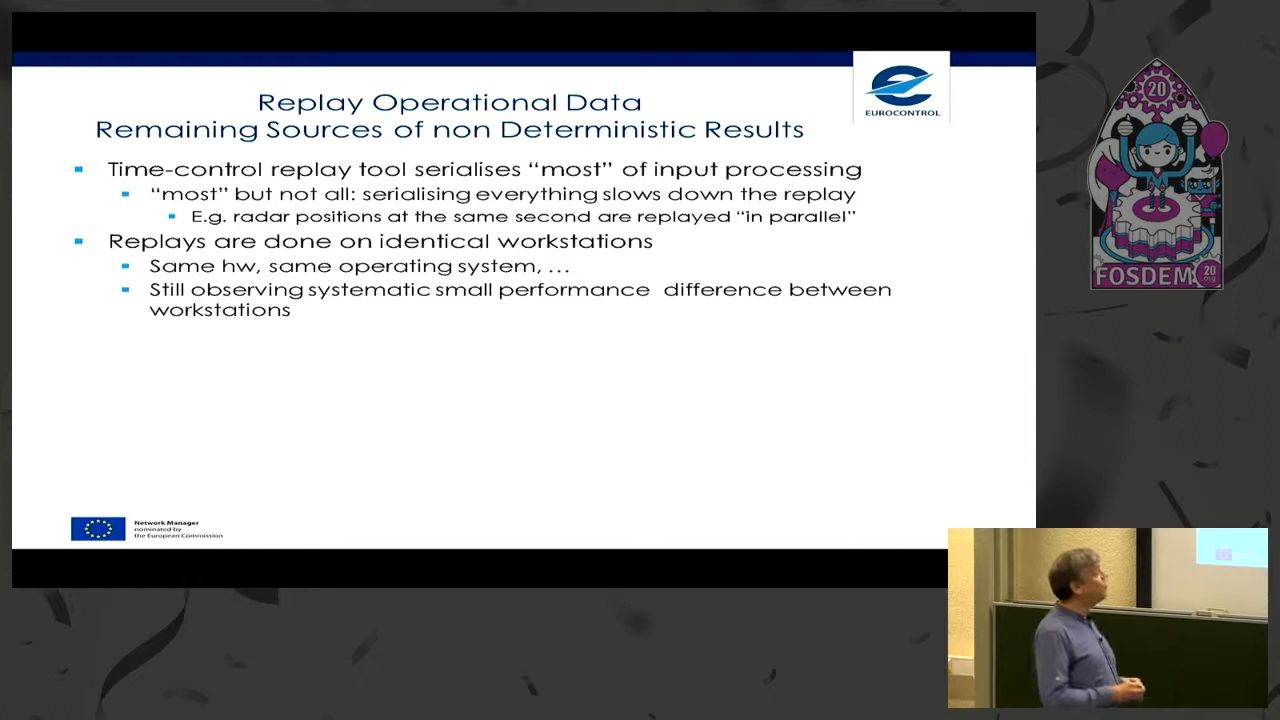 Replay Operational Data
Remaining Sources of non Deterministic Results
EUROCONTROL
Time-control replay tool serialises “most” of input processing
“most” but not all: serialising everything slows down the replay
E.g. radar positions at the same second are replayed “in parallel”
Replays are done on identical workstations
Same hw, same operating system, …
Still observing systematic small performance difference between
workstations
Network Manager
nominated by
the European Commission
20
FOSDEM 20
.org